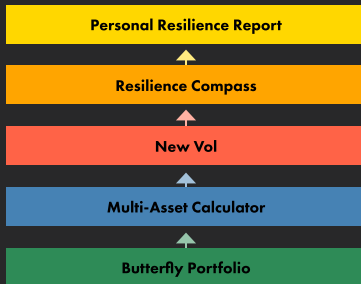 Personal Resilience Report
Resilience Compass
New Vol
Multi-Asset Calculator
Butterfly Portfolio